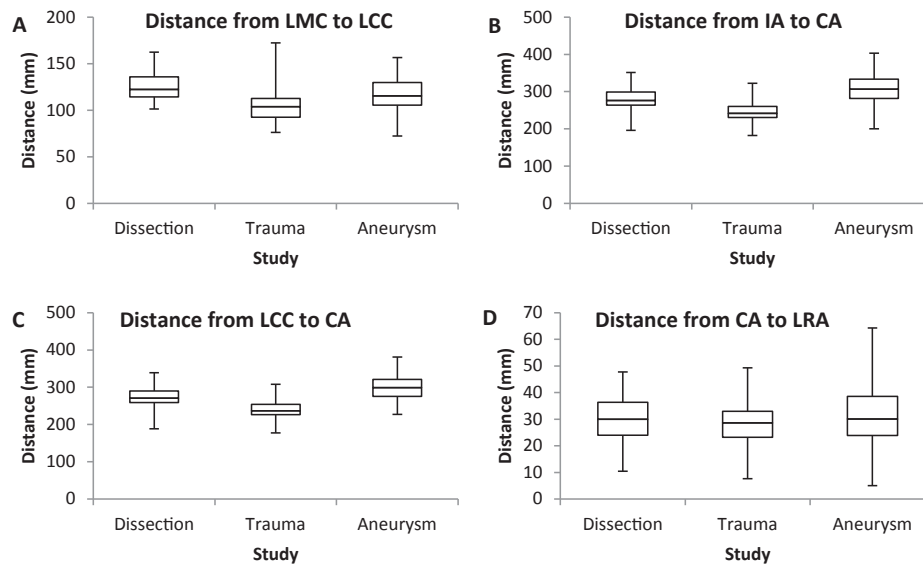 A
Distance from LMC to LCC
Distance (mm)
200
150
100
50
0
Dissection Trauma Aneurysm
Study
B
Distance from IA to CA
Distance (mm)
500
400
300
200
100
0
Dissection Trauma Aneurysm
Study
C
Distance from LCC to CA
Distance (mm)
500
400
300
200
100
0
Dissection Trauma Aneurysm
Study
D
Distance from CA to LRA
Distance (mm)
70
60
50
40
30
20
10
0
Dissection Trauma Aneurysm
Study